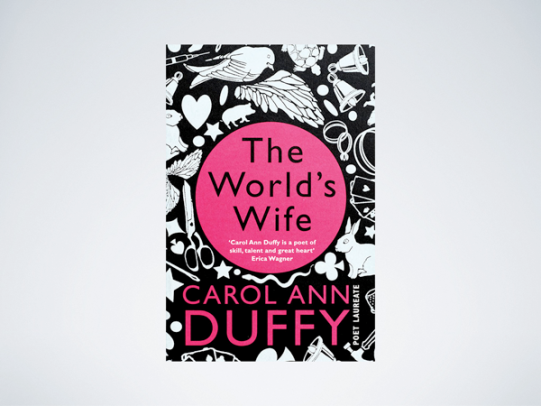 The
World's
Wife
'Carol Ann Duffy is a poet of
skill, talent and great heart'
Erica Wagner
CAROL ANN
DUFFY
POET LAUREATE